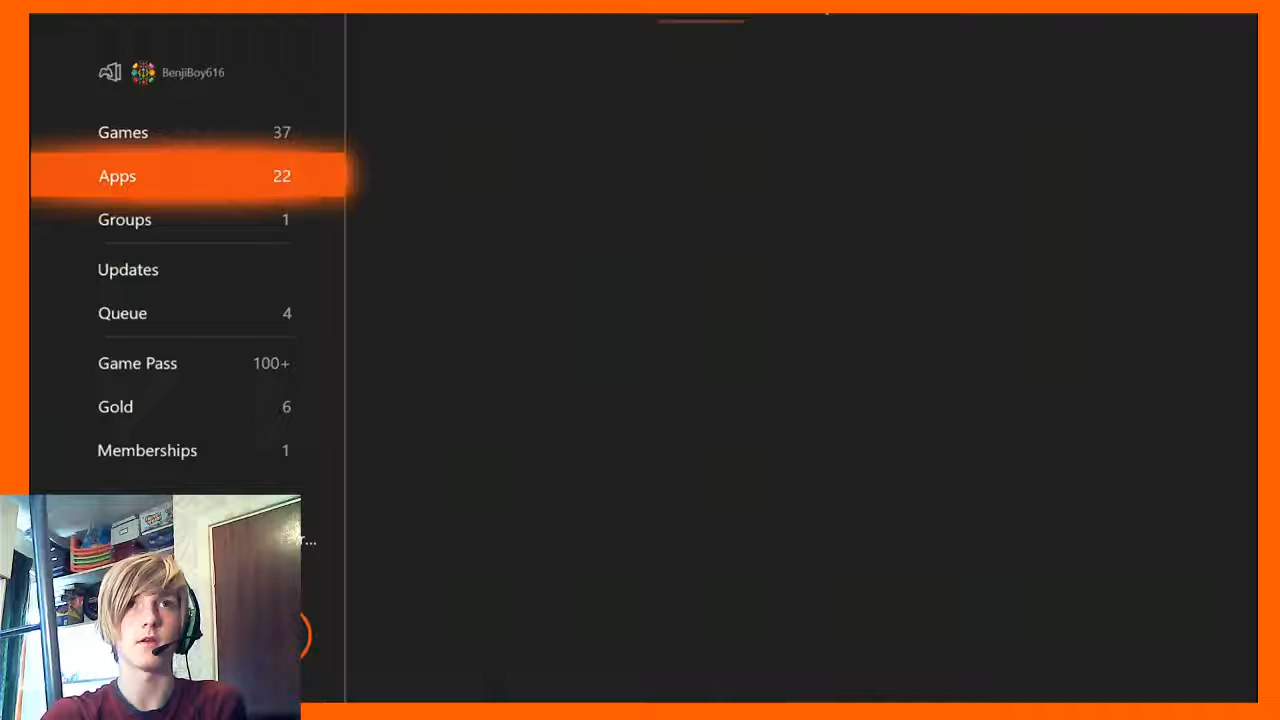 BenjiBoy616
Games 37
Apps 22
Groups 1
Updates
Queue 4
Game Pass 100+
Gold 6
Memberships 1
r...